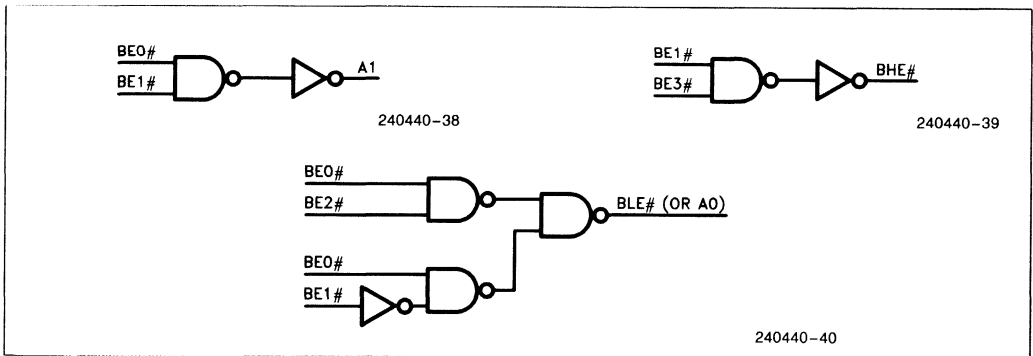 BE0#
BE1#
A1
240440-38
BE1#
BE3#
BHE#
240440-39
BE0#
BE2#
BLE# (OR A0)
BE0#
BE1#
240440-40